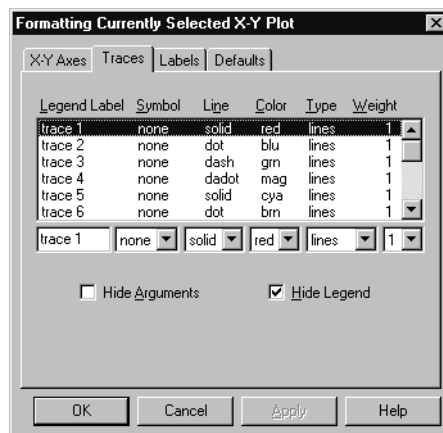 Formatting Currently Selected X-Y Plot
X-Y Axes Traces Labels Defaults
Legend Label Symbol Line Color Type Weight
trace 1 none solid red lines 1
trace 2 none dot blu lines 1
trace 3 none dash grn lines 1
trace 4 none dadot mag lines 1
trace 5 none solid cya lines 1
trace 6 none dot brn lines 1
trace 1 none solid red lines 1
Hide Arguments Hide Legend
OK Cancel Apply Help